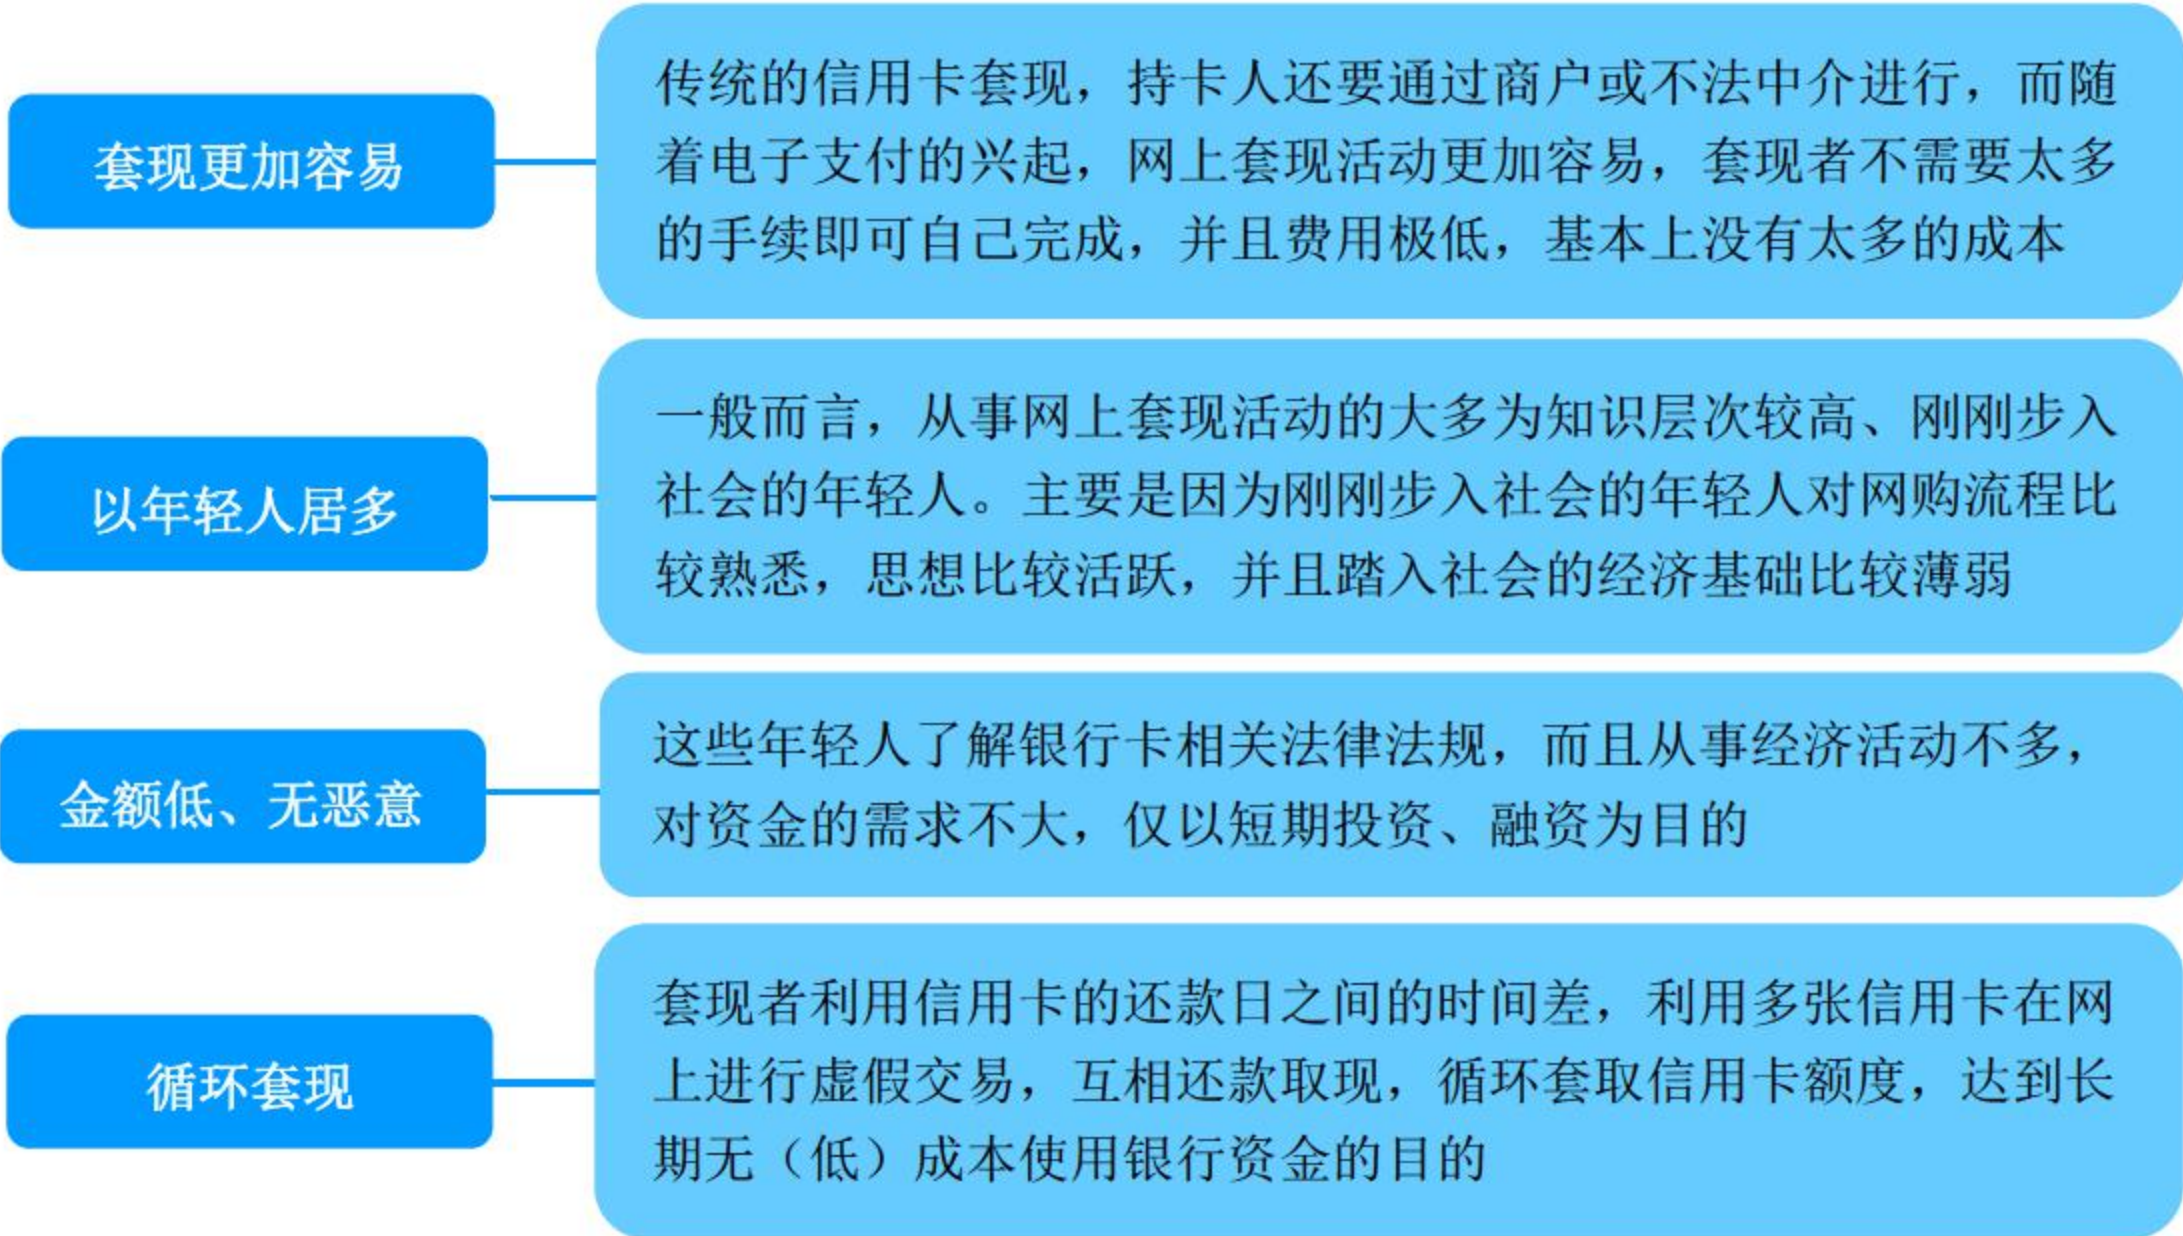 套现更加容易
传统的信用卡套现，持卡人还要通过商户或不法中介进行，而随
着电子支付的兴起，网上套现活动更加容易，套现者不需要太多
的手续即可自己完成，并且费用极低，基本上没有太多的成本
以年轻人居多
一般而言，从事网上套现活动的大多为知识层次较高、刚刚步入
社会的年轻人。主要是因为刚刚步入社会的年轻人对网购流程比
较熟悉，思想比较活跃，并且踏入社会的经济基础比较薄弱
金额低、无恶意
这些年轻人了解银行卡相关法律法规，而且从事经济活动不多，
对资金的需求不大，仅以短期投资、融资为目的
循环套现
套现者利用信用卡的还款日之间的时间差，利用多张信用卡在网
上进行虚假交易，互相还款取现，循环套取信用卡额度，达到长
期无（低）成本使用银行资金的目的